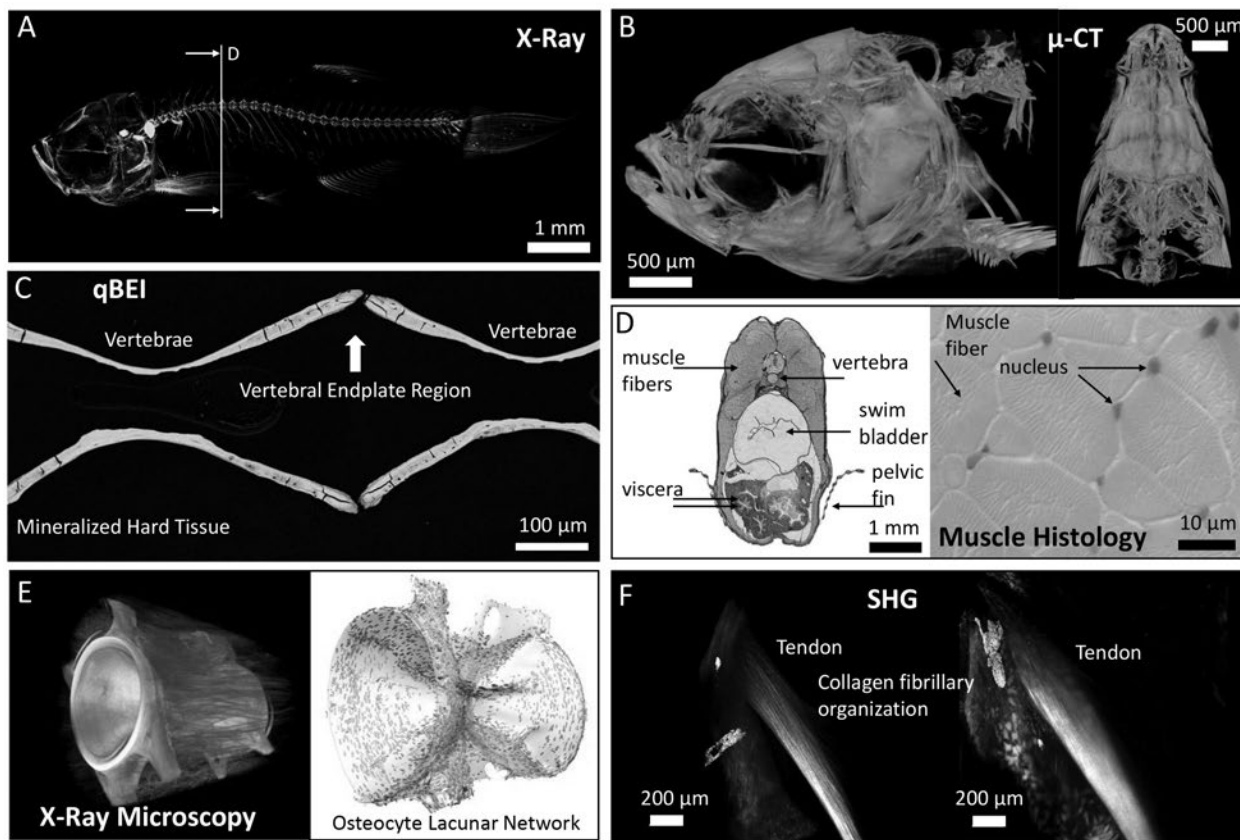 A
D
X-Ray
1 mm
B
μ-CT
500 μm
500 μm
C
qBEI
Vertebrae
Vertebrae
Vertebral Endplate Region
Mineralized Hard Tissue
100 μm
D
muscle
fibers
vertebra
swim
bladder
viscera
pelvic
fin
1 mm
Muscle
fiber
nucleus
Muscle Histology
10 μm
E
X-Ray Microscopy
Osteocyte Lacunar Network
F
SHG
Tendon
Collagen fibrillary
organization
Tendon
200 μm
200 μm